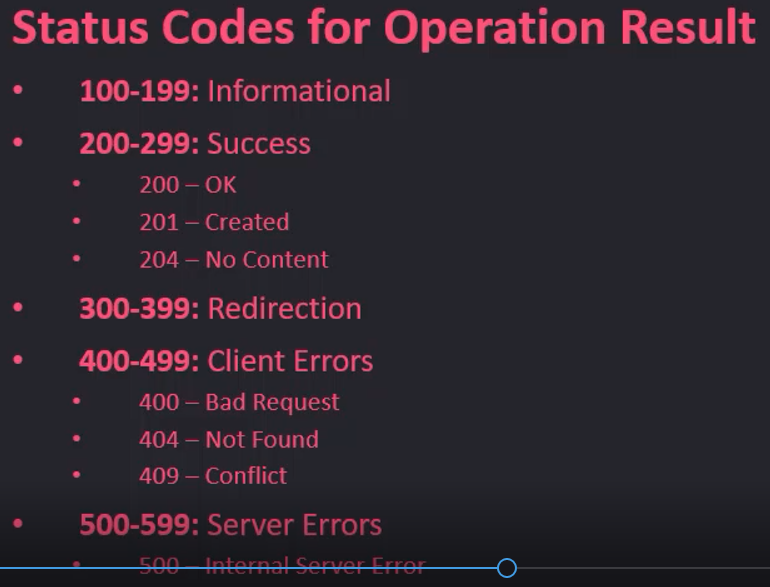 Status Codes for Operation Result
• 100-199: Informational
• 200-299: Success
• 200 – OK
• 201 – Created
• 204 – No Content
• 300-399: Redirection
• 400-499: Client Errors
• 400 – Bad Request
• 404 – Not Found
• 409 – Conflict
• 500-599: Server Errors
• 500 – Internal Server Error